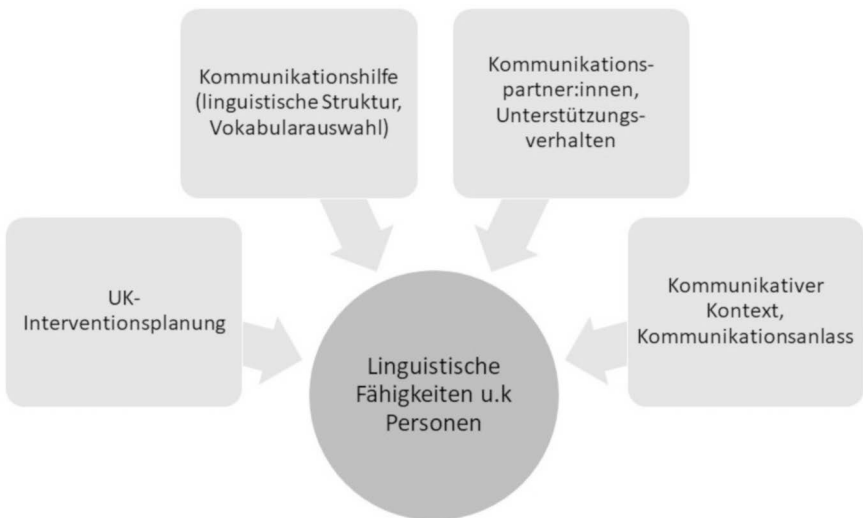 Kommunikationshilfe
(linguistische Struktur,
Vokabularauswahl)
Kommunikations-
partner:innen,
Unterstützungs-
verhalten
UK-
Interventionsplanung
Kommunikativer
Kontext,
Kommunikationsanlass
Linguistische
Fähigkeiten u.k
Personen